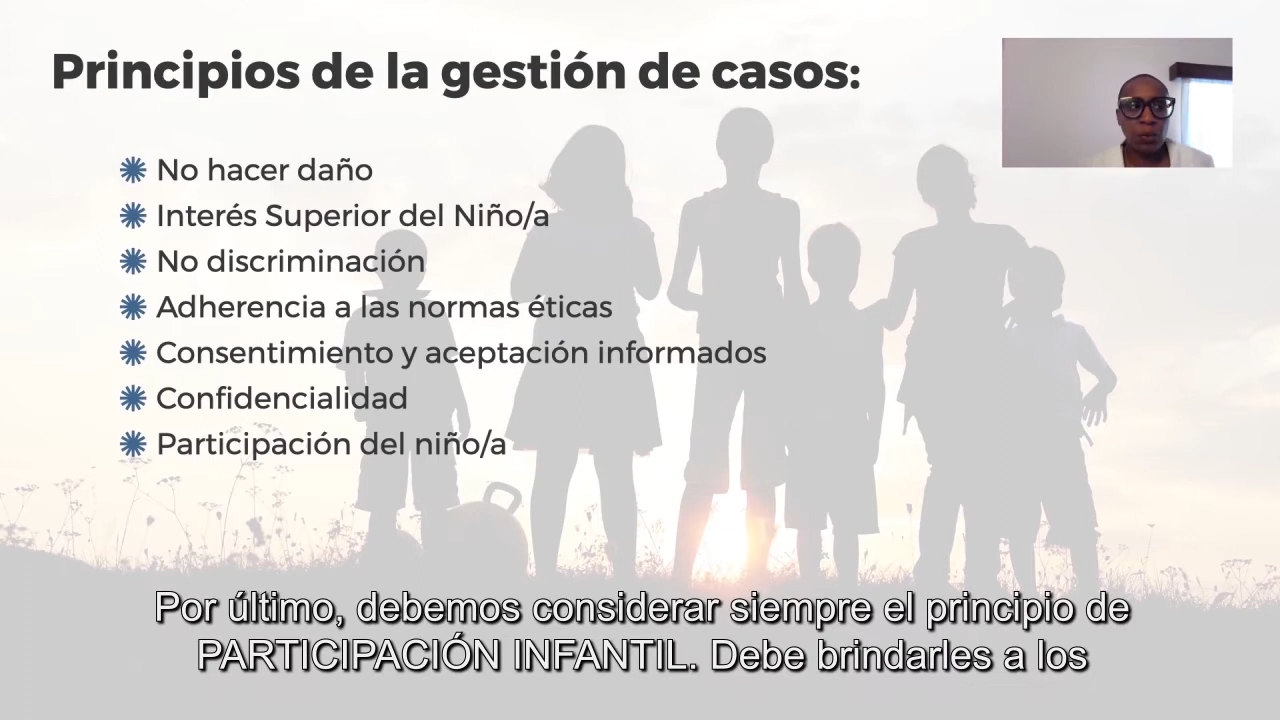 Principios de la gestión de casos:
No hacer daño
Interés Superior del Niño/a
No discriminación
Adherencia a las normas éticas
Consentimiento y aceptación informados
Confidencialidad
Participación del niño/a
Por último, debemos considerar siempre el principio de
PARTICIPACIÓN INFANTIL. Debe brindarles a los